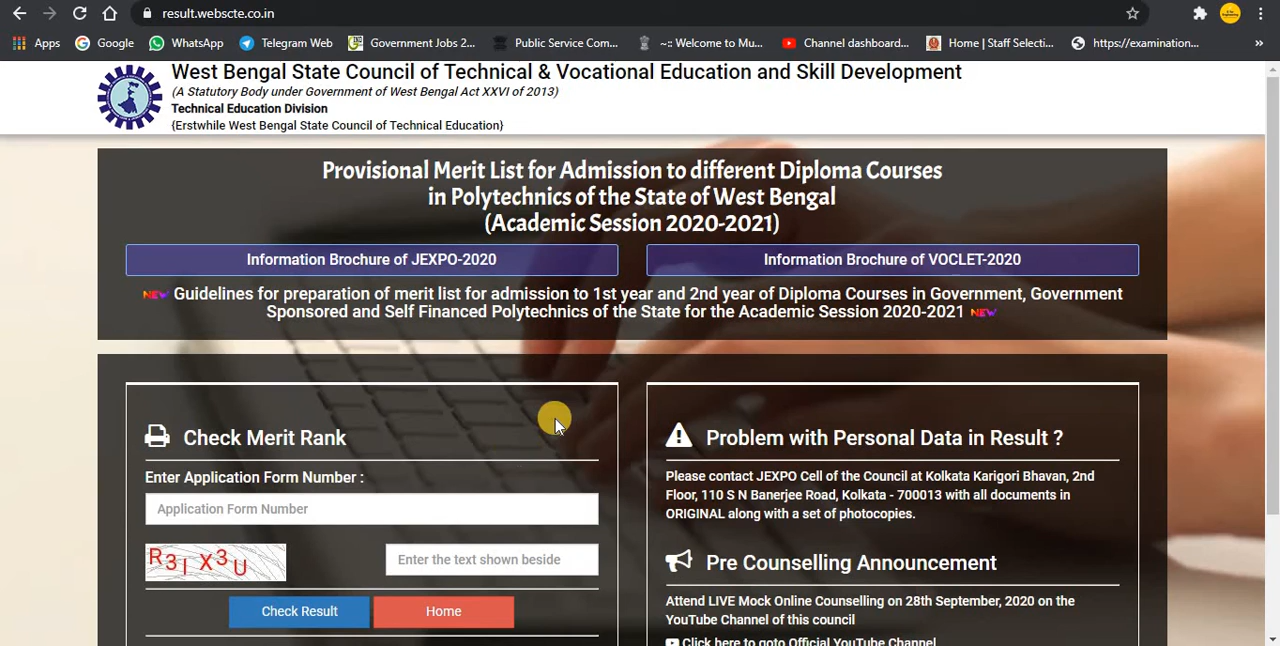 result.webscte.co.in
Apps Google WhatsApp Telegram Web Government Jobs 2... Public Service Com... ~:: Welcome to Mu... Channel dashboard... Home | Staff Selecti... https://examination... »
West Bengal State Council of Technical & Vocational Education and Skill Development
(A Statutory Body under Government of West Bengal Act XXVI of 2013)
Technical Education Division
{Erstwhile West Bengal State Council of Technical Education}
Provisional Merit List for Admission to different Diploma Courses
in Polytechnics of the State of West Bengal
(Academic Session 2020-2021)
Information Brochure of JEXPO-2020
Information Brochure of VOCLET-2020
NEW Guidelines for preparation of merit list for admission to 1st year and 2nd year of Diploma Courses in Government, Government
Sponsored and Self Financed Polytechnics of the State for the Academic Session 2020-2021 NEW
Check Merit Rank
Enter Application Form Number :
Application Form Number
R3I X3U
Enter the text shown beside
Check Result
Home
Problem with Personal Data in Result ?
Please contact JEXPO Cell of the Council at Kolkata Karigori Bhavan, 2nd
Floor, 110 S N Banerjee Road, Kolkata - 700013 with all documents in
ORIGINAL along with a set of photocopies.
Pre Counselling Announcement
Attend LIVE Mock Online Counselling on 28th September, 2020 on the
YouTube Channel of this council
Click here to goto Official YouTube Channel